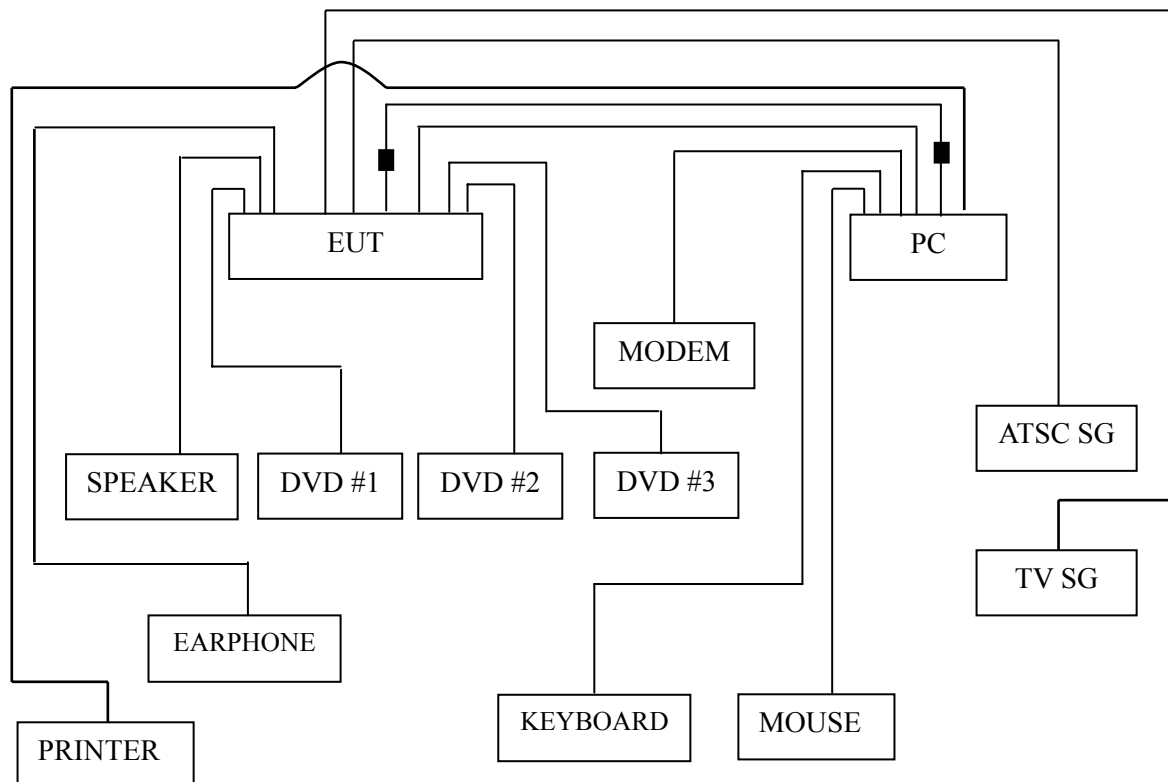 EUT
PC
MODEM
ATSC SG
SPEAKER
DVD #1
DVD #2
DVD #3
TV SG
EARPHONE
KEYBOARD
MOUSE
PRINTER